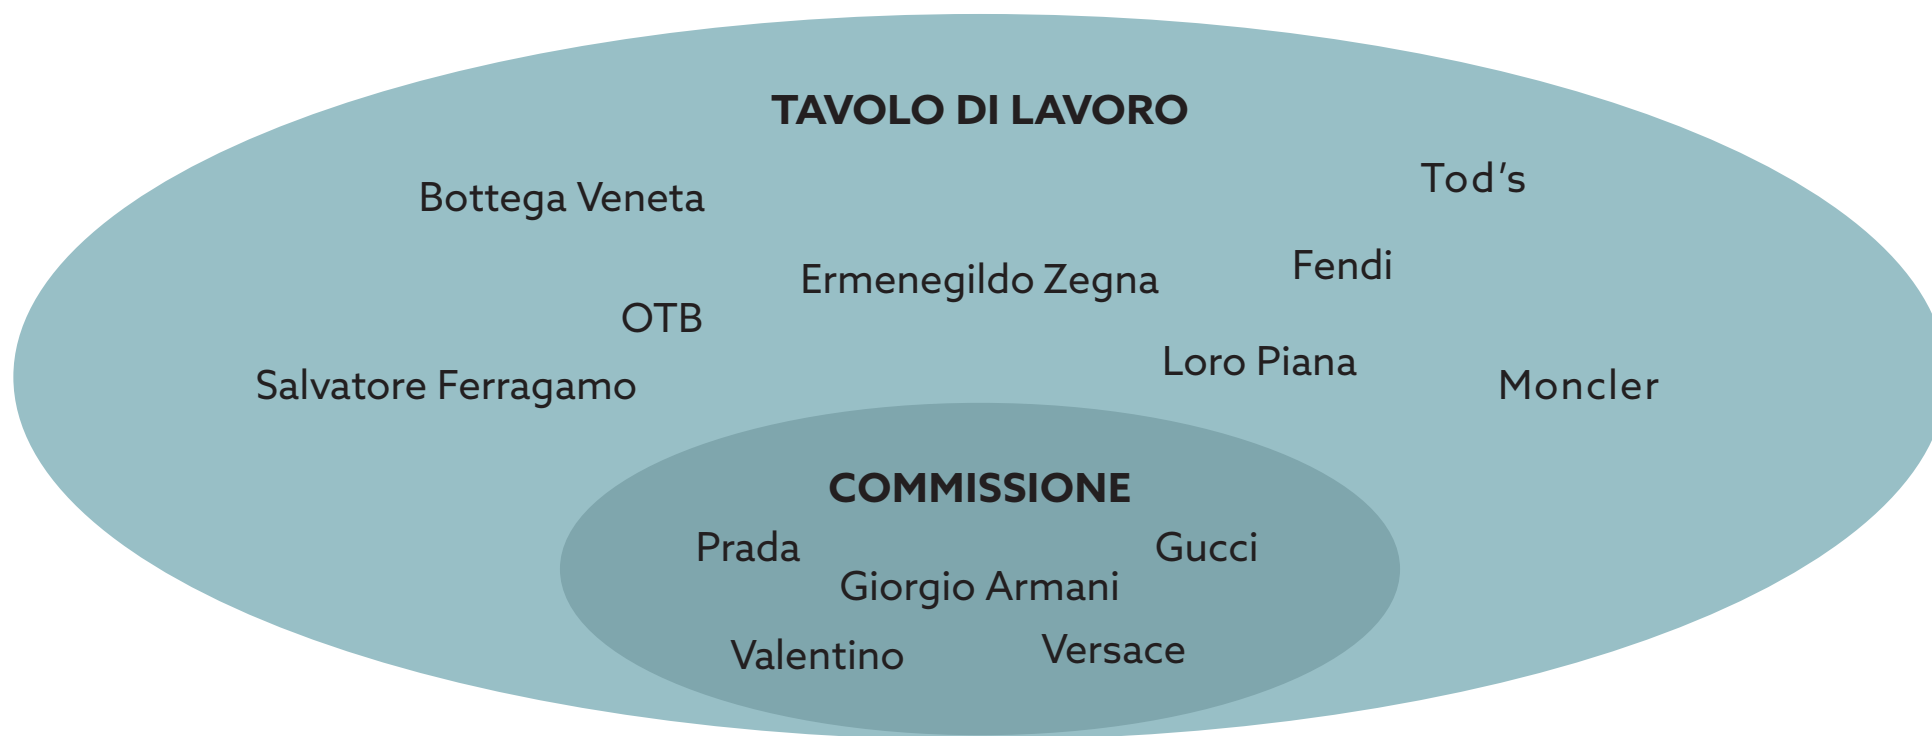 TAVOLO DI LAVORO
Tod's
Bottega Veneta
Fendi
Ermenegildo Zegna
OTB
Loro Piana
Salvatore Ferragamo
Moncler
COMMISSIONE
Prada
Gucci
Giorgio Armani
Valentino
Versace